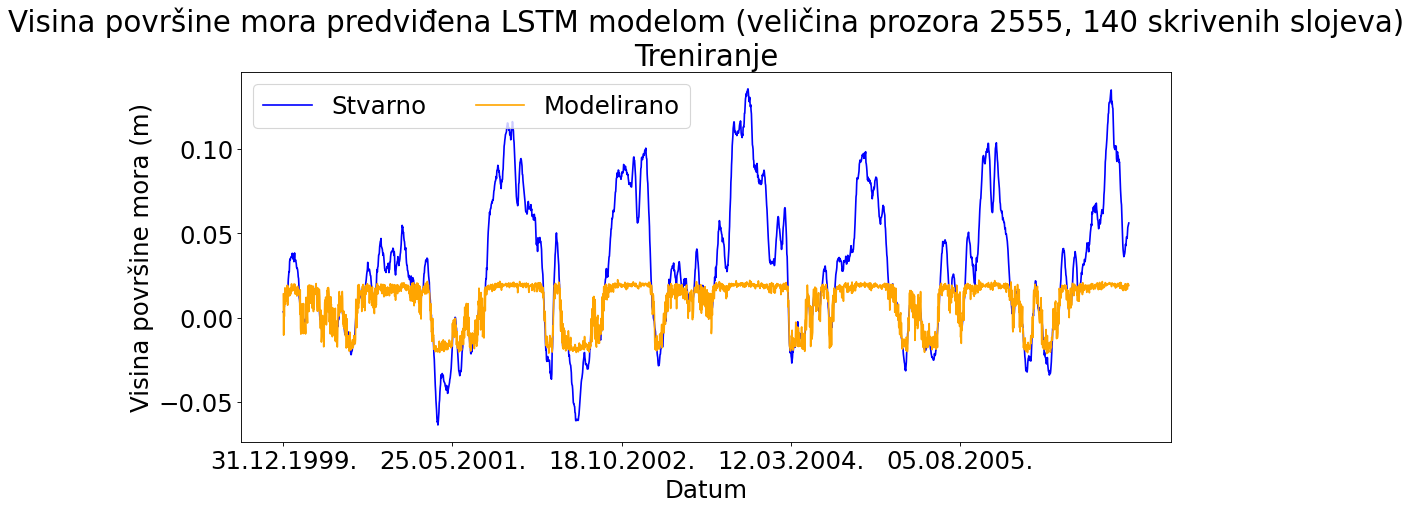 Visina površine mora predviđena LSTM modelom (veličina prozora 2555, 140 skrivenih slojeva)
Treniranje
Stvarno Modelirano
Visina površine mora (m)
0.10
0.05
0.00
−0.05
31.12.1999. 25.05.2001. 18.10.2002. 12.03.2004. 05.08.2005.
Datum